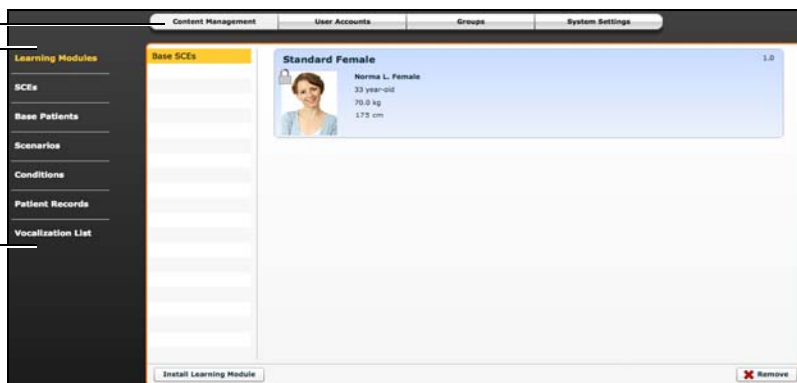 Content Management
User Accounts
Groups
System Settings
Learning Modules
SCEs
Base Patients
Scenarios
Conditions
Patient Records
Vocalization List
Base SCEs
Standard Female
1.0
Norma L. Female
33 year-old
70.0 kg
175 cm
Install Learning Module
Remove